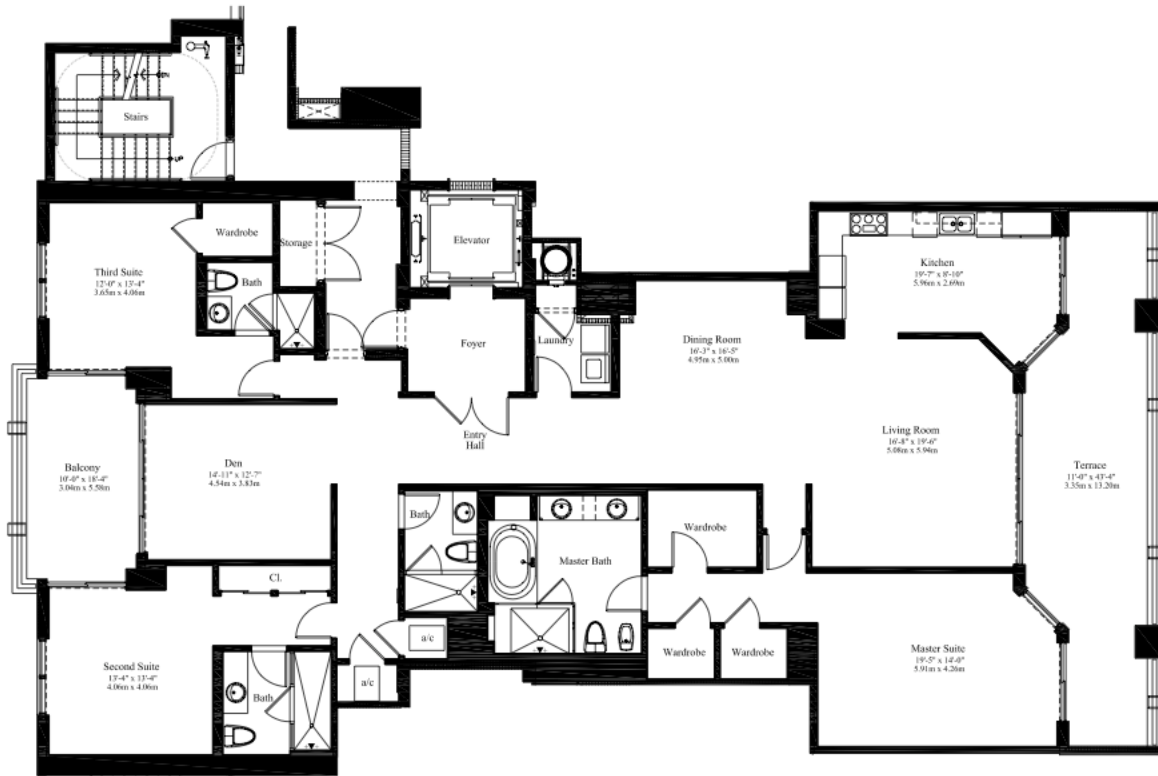 DN
Stairs
UP
Wardrobe
Storage
Elevator
Third Suite
12'-0" x 13'-4"
3.65m x 4.06m
Bath
Kitchen
19'-7" x 8'-10"
5.96m x 2.69m
Foyer
Laundry
Dining Room
16'-3" x 16'-5"
4.95m x 5.00m
Entry
Hall
Living Room
16'-8" x 19'-6"
5.08m x 5.94m
Balcony
10'-0" x 18'-4"
3.04m x 5.58m
Den
14'-11" x 12'-7"
4.54m x 3.83m
Terrace
11'-0" x 43'-4"
3.35m x 13.20m
Bath
Wardrobe
Master Bath
Cl.
a/c
Wardrobe
Wardrobe
Master Suite
19'-5" x 14'-0"
5.91m x 4.26m
Second Suite
13'-4" x 13'-4"
4.06m x 4.06m
Bath
a/c